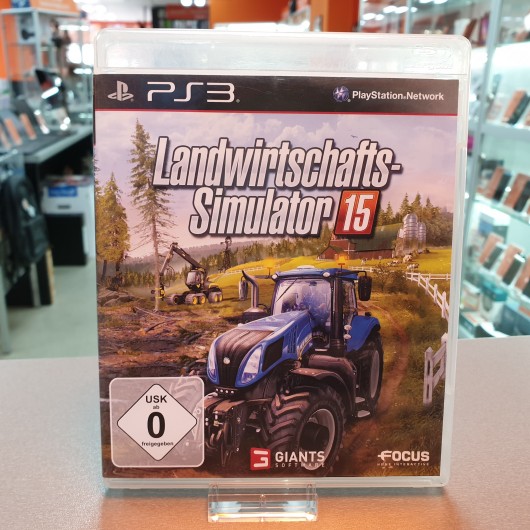 PS3
PlayStation Network
Landwirtschafts-
Simulator 15
USK
ab
0
freigegeben
GIANTS
SOFTWARE
FOCUS
HOME INTERACTIVE